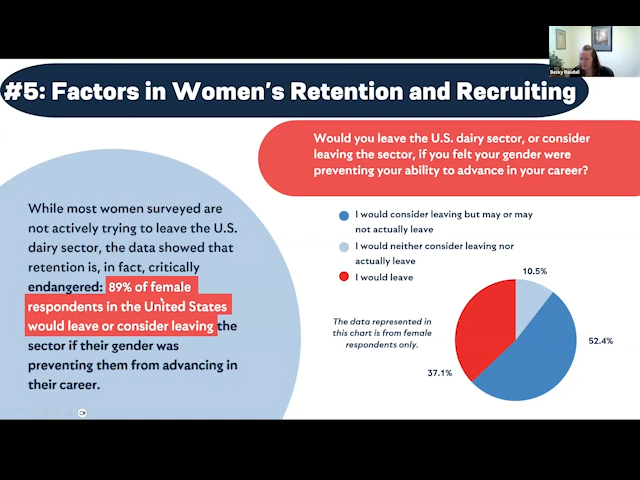 Becky Raudal
#5: Factors in Women's Retention and Recruiting
Would you leave the U.S. dairy sector, or consider
leaving the sector, if you felt your gender were
preventing your ability to advance in your career?
While most women surveyed are
not actively trying to leave the U.S.
dairy sector, the data showed that
retention is, in fact, critically
endangered: 89% of female
respondents in the United States
would leave or consider leaving the
sector if their gender was
preventing them from advancing in
their career.
I would consider leaving but may or may
not actually leave
I would neither consider leaving nor
actually leave
I would leave
The data represented in
this chart is from female
respondents only.
10.5%
52.4%
37.1%